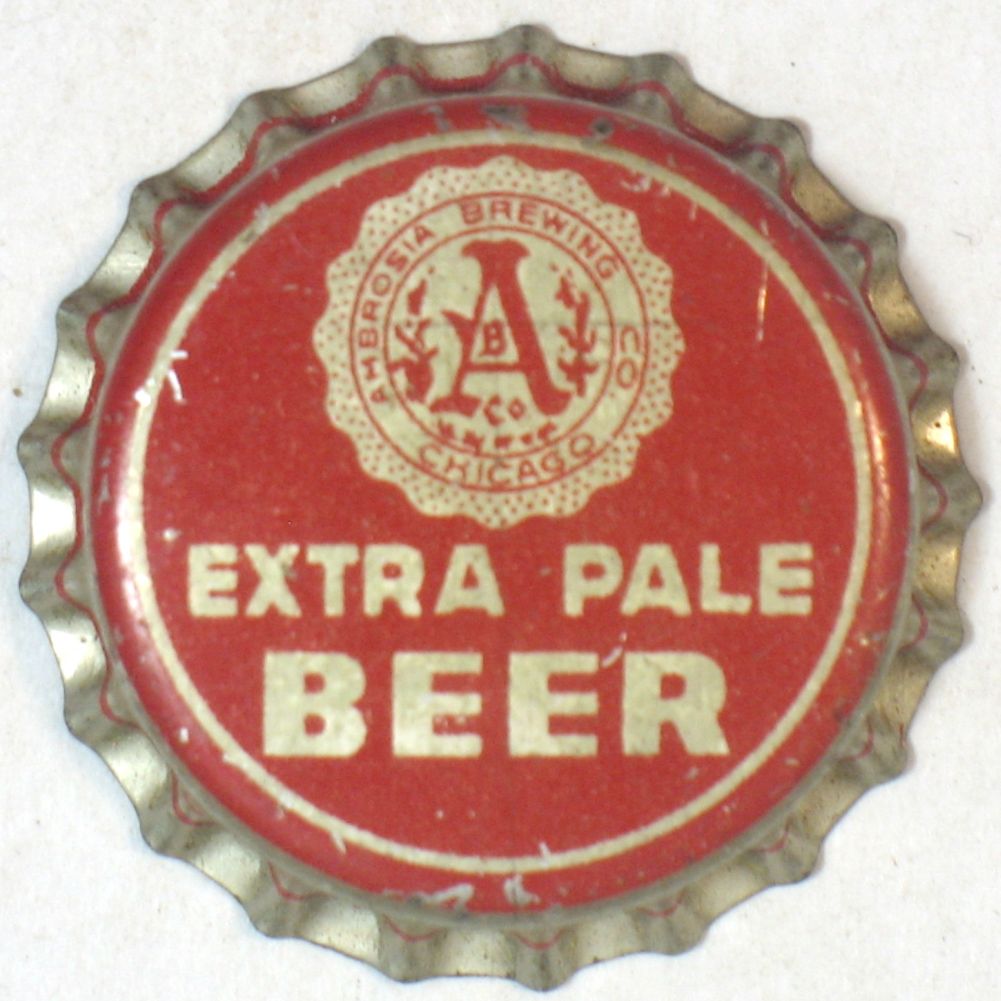 AMBROSIA BREWING CO
A
B
Co
CHICAGO
EXTRA PALE
BEER